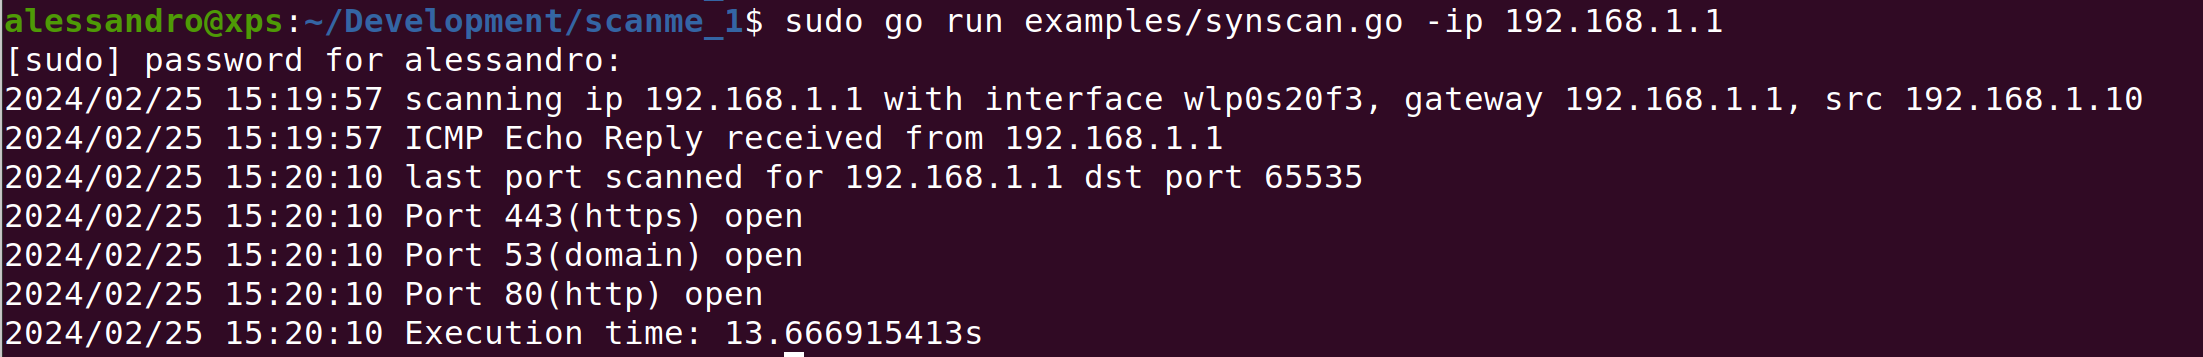 alessandro@xps:~/Development/scanme_1$ sudo go run examples/synscan.go -ip 192.168.1.1
[sudo] password for alessandro:
2024/02/25 15:19:57 scanning ip 192.168.1.1 with interface wlp0s20f3, gateway 192.168.1.1, src 192.168.1.10
2024/02/25 15:19:57 ICMP Echo Reply received from 192.168.1.1
2024/02/25 15:20:10 last port scanned for 192.168.1.1 dst port 65535
2024/02/25 15:20:10 Port 443(https) open
2024/02/25 15:20:10 Port 53(domain) open
2024/02/25 15:20:10 Port 80(http) open
2024/02/25 15:20:10 Execution time: 13.666915413s